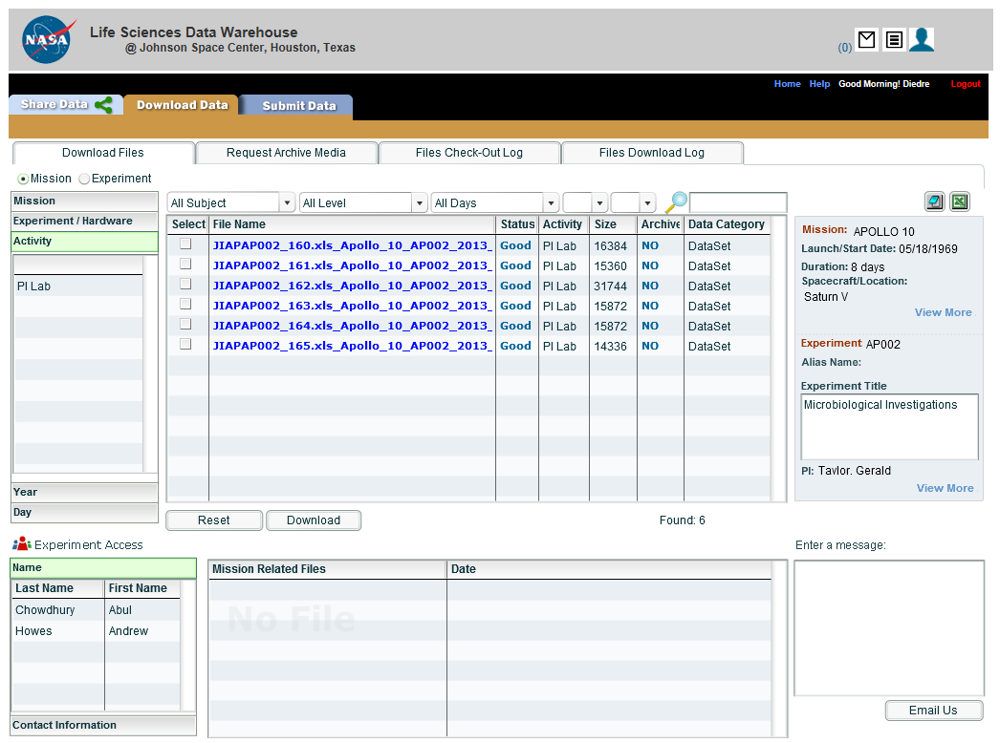 NASA
Life Sciences Data Warehouse
@ Johnson Space Center, Houston, Texas
(0)
Home Help Good Morning! Diedre Logout
Share Data Download Data Submit Data
Download Files Request Archive Media Files Check-Out Log Files Download Log
Mission Experiment
Mission
Experiment / Hardware
Activity
PI Lab
Year
Day
All Subject All Level All Days
Select File Name Status Activity Size Archive Data Category
JIAPAP002_160.xls_Apollo_10_AP002_2013_ Good PI Lab 16384 NO DataSet
JIAPAP002_161.xls_Apollo_10_AP002_2013_ Good PI Lab 15360 NO DataSet
JIAPAP002_162.xls_Apollo_10_AP002_2013_ Good PI Lab 31744 NO DataSet
JIAPAP002_163.xls_Apollo_10_AP002_2013_ Good PI Lab 15872 NO DataSet
JIAPAP002_164.xls_Apollo_10_AP002_2013_ Good PI Lab 15872 NO DataSet
JIAPAP002_165.xls_Apollo_10_AP002_2013_ Good PI Lab 14336 NO DataSet
Reset Download Found: 6
Mission: APOLLO 10
Launch/Start Date: 05/18/1969
Duration: 8 days
Spacecraft/Location:
Saturn V
View More
Experiment AP002
Alias Name:
Experiment Title
Microbiological Investigations
PI: Taylor, Gerald
View More
Experiment Access
Name
Last Name First Name
Chowdhury Abul
Howes Andrew
Contact Information
Mission Related Files Date
No File
Enter a message:
Email Us